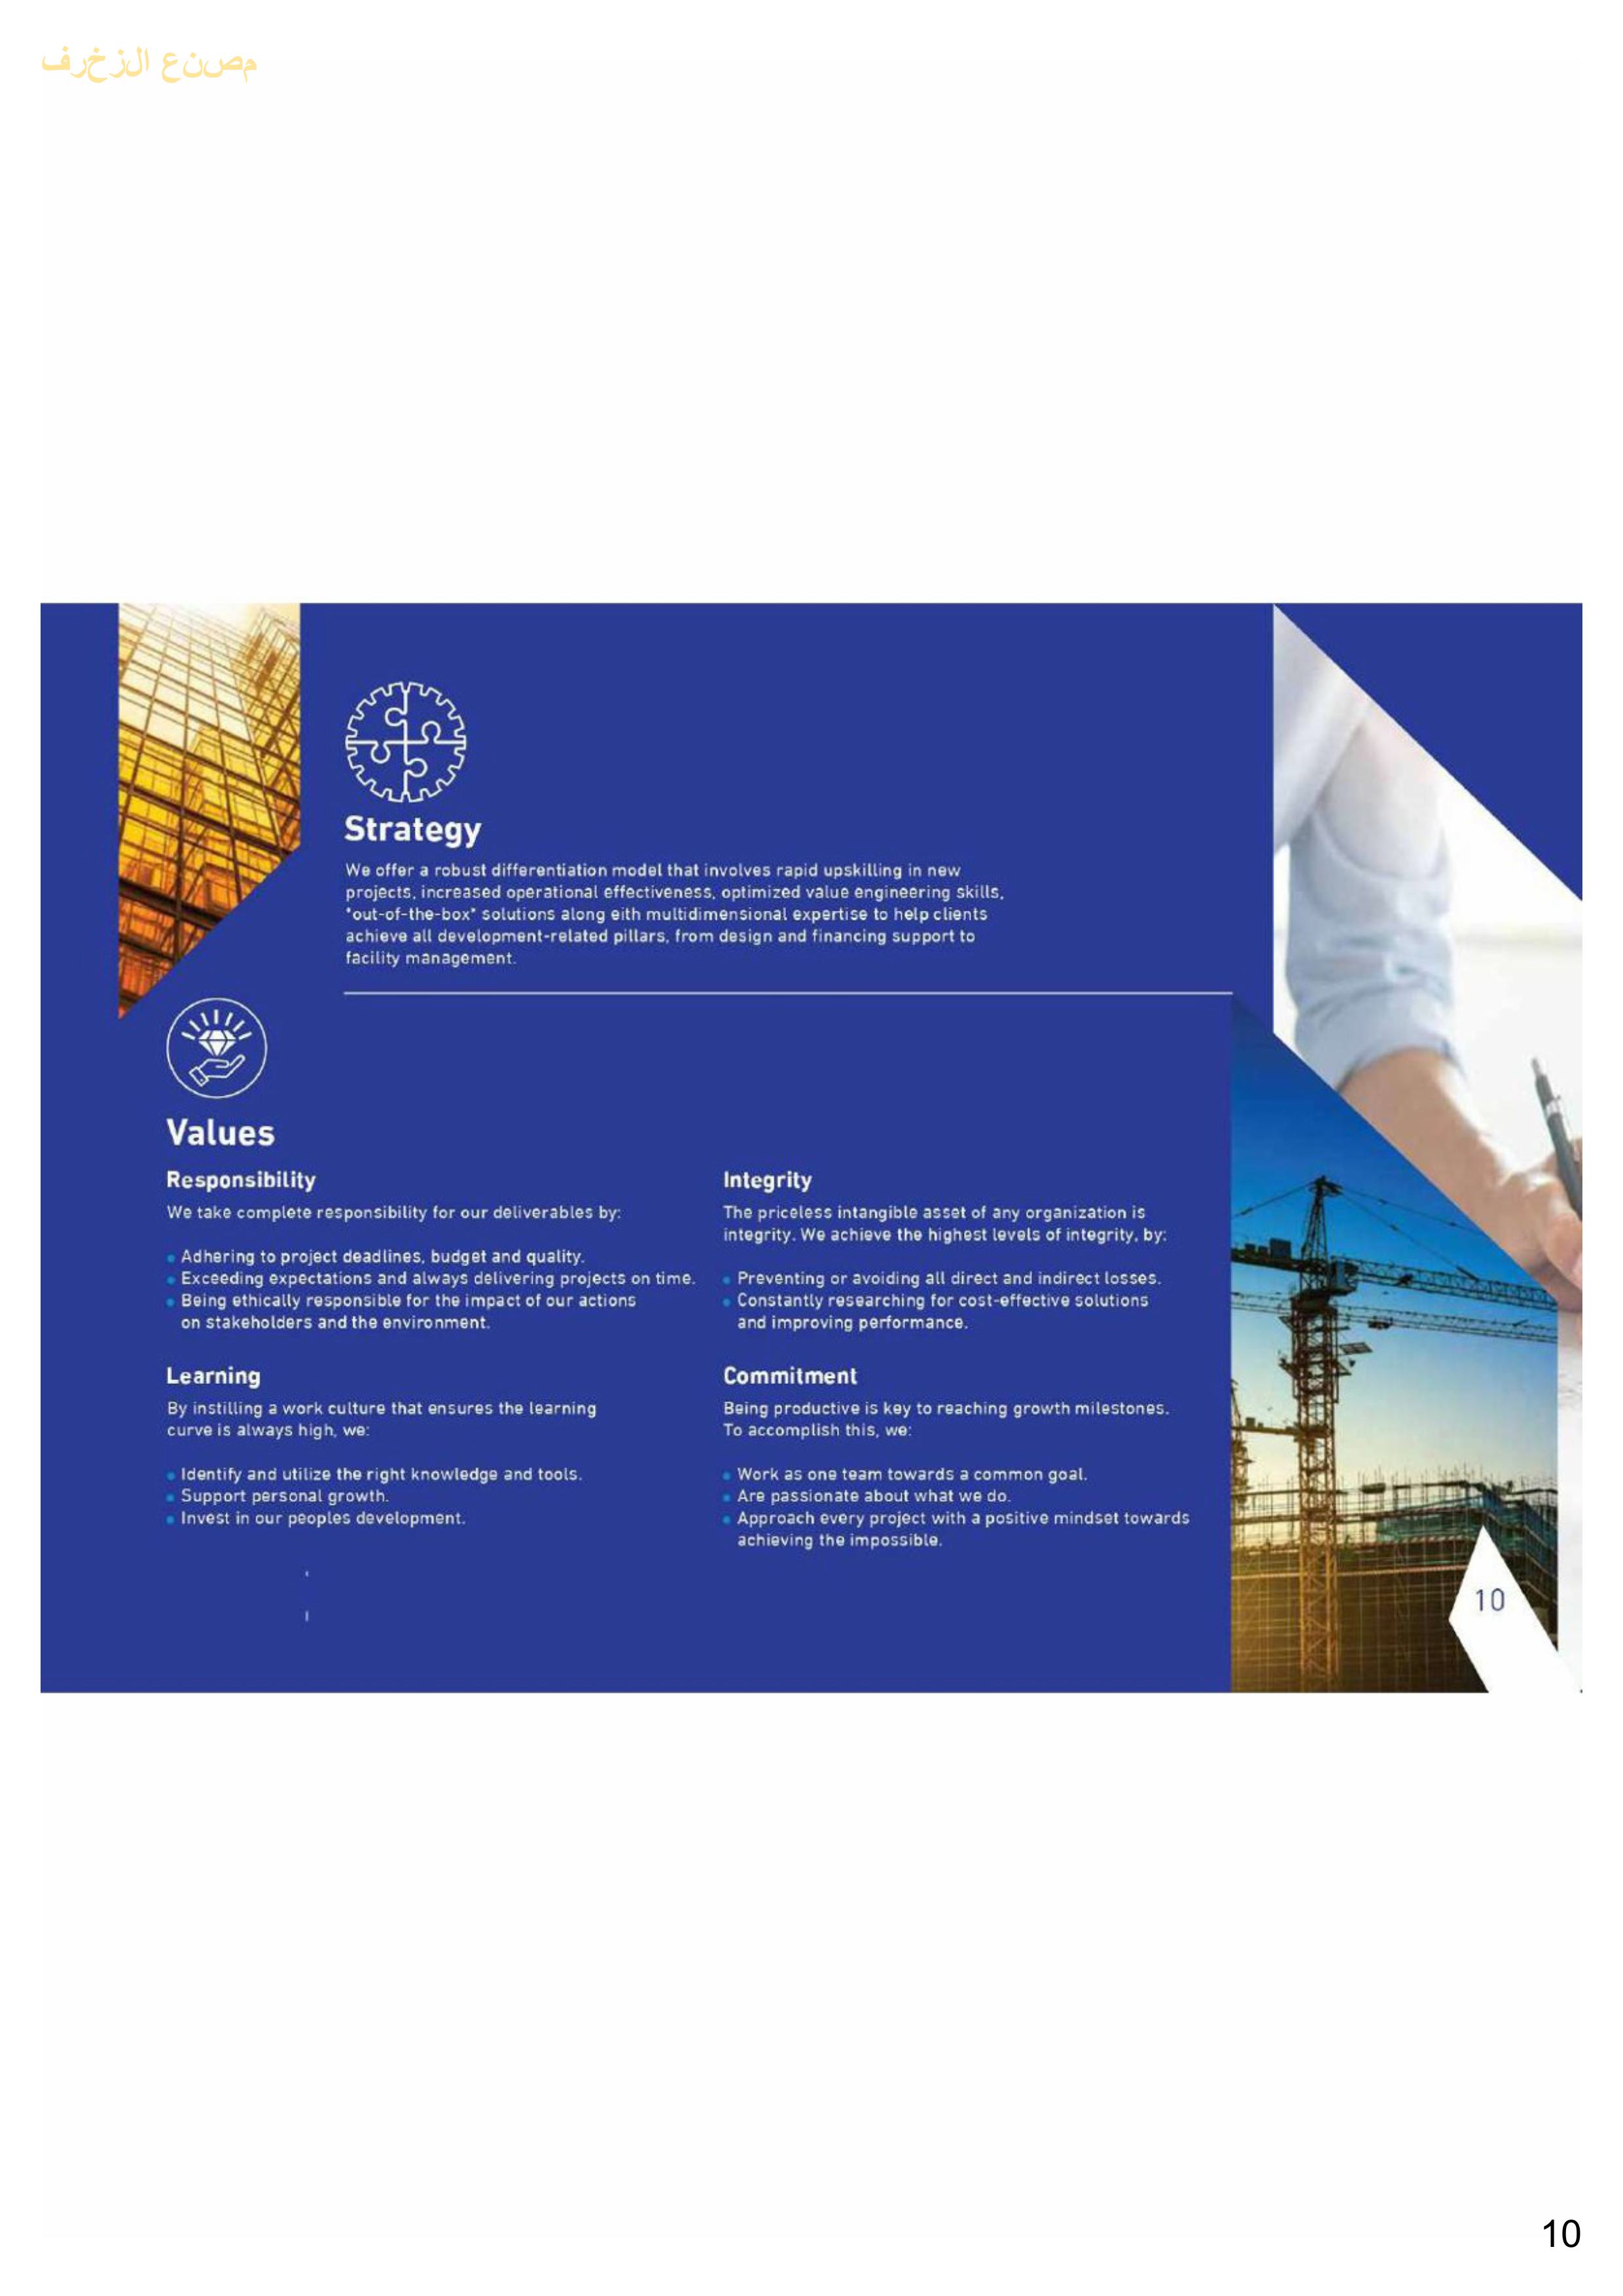 مصنع الزخرف
Strategy
We offer a robust differentiation model that involves rapid upskilling in new
projects, increased operational effectiveness, optimized value engineering skills,
"out-of-the-box" solutions along eith multidimensional expertise to help clients
achieve all development-related pillars, from design and financing support to
facility management.
Values
Responsibility
We take complete responsibility for our deliverables by:
• Adhering to project deadlines, budget and quality.
• Exceeding expectations and always delivering projects on time.
• Being ethically responsible for the impact of our actions
on stakeholders and the environment.
Learning
By instilling a work culture that ensures the learning
curve is always high, we:
• Identify and utilize the right knowledge and tools.
• Support personal growth.
• Invest in our peoples development.
Integrity
The priceless intangible asset of any organization is
integrity. We achieve the highest levels of integrity, by:
• Preventing or avoiding all direct and indirect losses.
• Constantly researching for cost-effective solutions
and improving performance.
Commitment
Being productive is key to reaching growth milestones.
To accomplish this, we:
• Work as one team towards a common goal.
• Are passionate about what we do.
• Approach every project with a positive mindset towards
achieving the impossible.
10
10